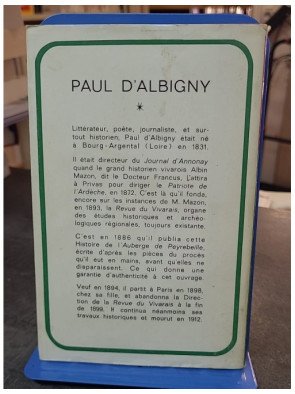 PAUL D'ALBIGNY
*
Littérateur, poète, journaliste, et sur-
tout historien, Paul d'Albigny était né
à Bourg-Argental (Loire) en 1831.
Il était directeur du Journal d'Annonay
quand le grand historien vivarois Albin
Mazon, dit le Docteur Francus, l'attira
à Privas pour diriger le Patriote de
l'Ardèche, en 1872. C'est là qu'il fonda,
encore sur les instances de M. Mazon,
en 1893, la Revue du Vivarais, organe
des études historiques et archéo-
logiques régionales, toujours existante.
C'est en 1886 qu'il publia cette
Histoire de l'Auberge de Peyrebeille,
écrite d'après les pièces du procès
qu'il eut en mains, avant qu'elles ne
disparaissent. Ce qui donne une
garantie d'authenticité à cet ouvrage.
Veuf en 1894, il partit à Paris en 1898,
chez sa fille, et abandonna la Direc-
tion de la Revue du Vivarais à la fin
de 1899. Il continua néanmoins ses
travaux historiques et mourut en 1912.